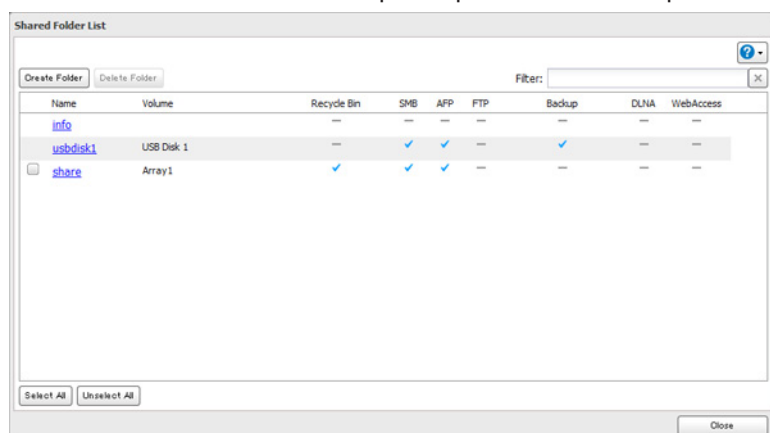 Shared Folder List
Create Folder Delete Folder Filter:
Name Volume Recycle Bin SMB AFP FTP Backup DLNA WebAccess
info
usbdisk1 USB Disk 1
share Array1
Select All Unselect All
Close